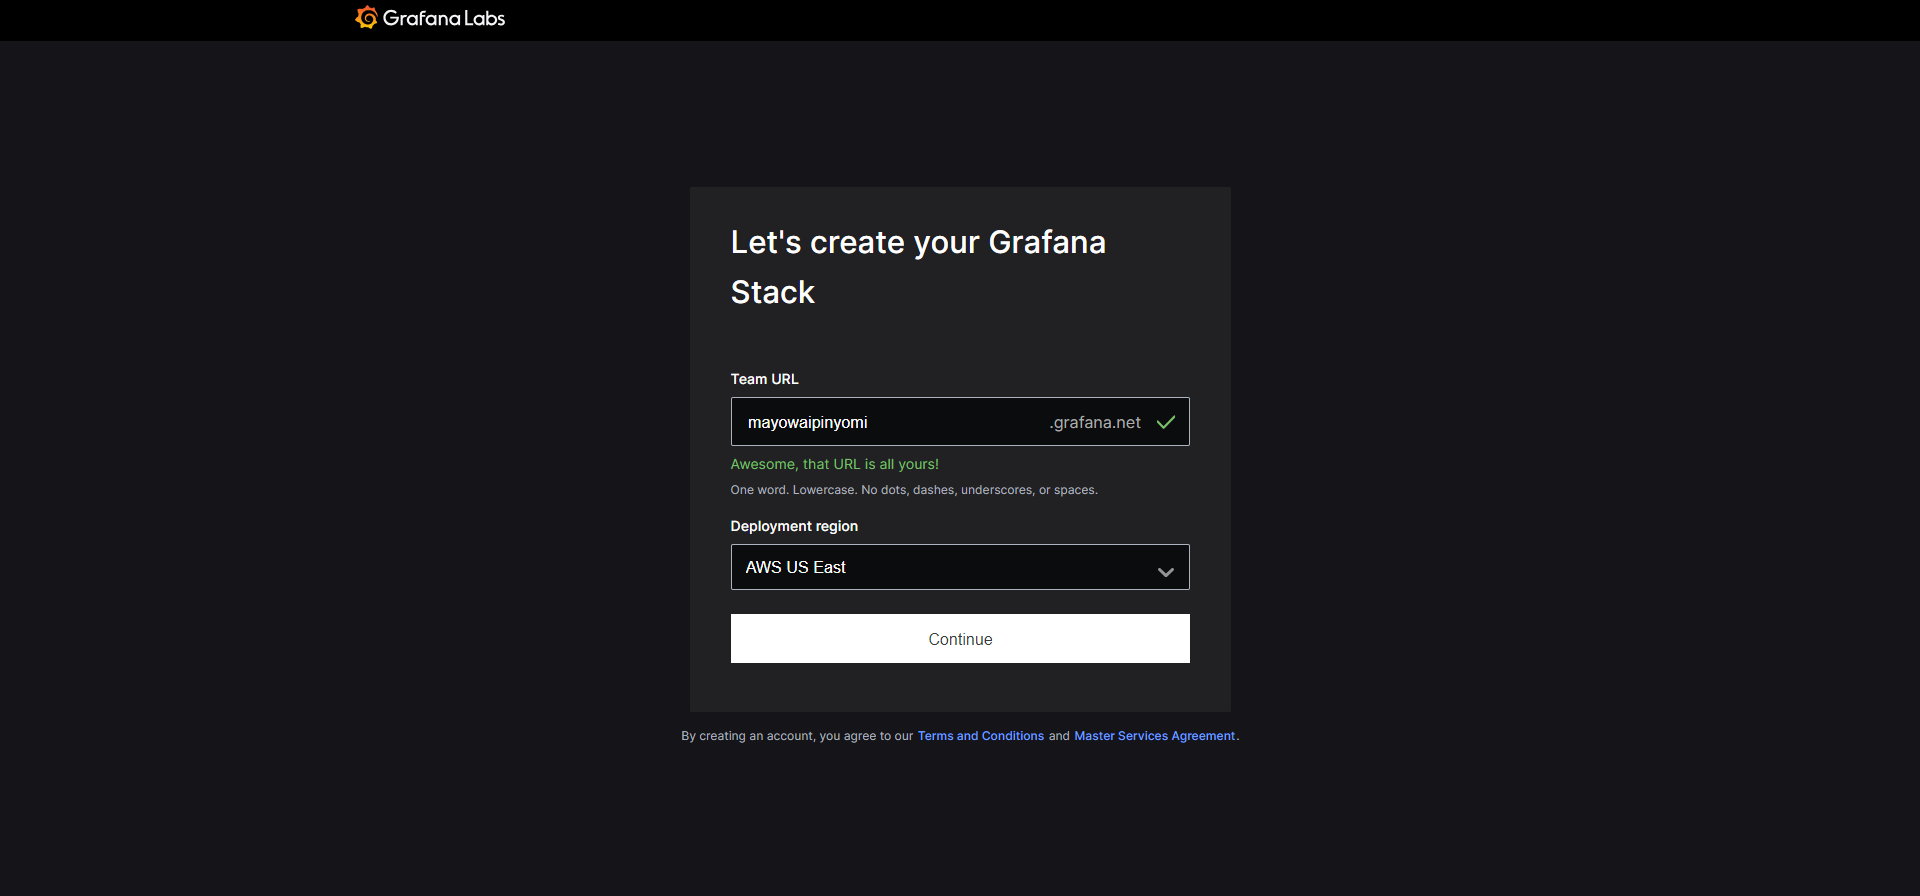 Grafana Labs
Let's create your Grafana
Stack
Team URL
mayowaipinyomi .grafana.net
Awesome, that URL is all yours!
One word. Lowercase. No dots, dashes, underscores, or spaces.
Deployment region
AWS US East
Continue
By creating an account, you agree to our Terms and Conditions and Master Services Agreement.